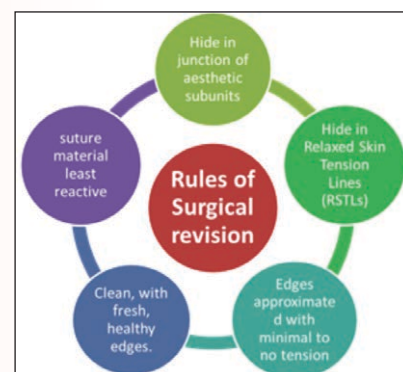 Hide in
junction of
aesthetic
subunits
Hide in
Relaxed Skin
Tension
Lines
(RSTLs)
Edges
approximate
d with
minimal to
no tension
Clean, with
fresh,
healthy
edges.
suture
material
least
reactive
Rules of
Surgical
revision